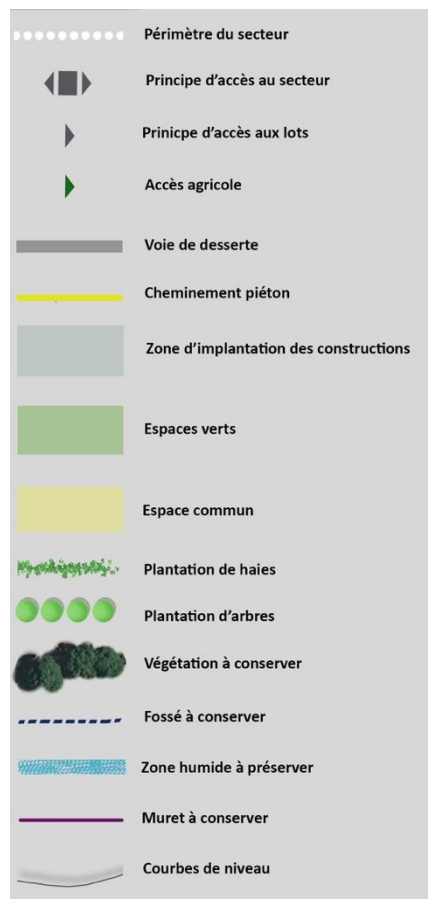 Périmètre du secteur
Principe d'accès au secteur
Prinicpe d'accès aux lots
Accès agricole
Voie de desserte
Cheminement piéton
Zone d'implantation des constructions
Espaces verts
Espace commun
Plantation de haies
Plantation d'arbres
Végétation à conserver
Fossé à conserver
Zone humide à préserver
Muret à conserver
Courbes de niveau